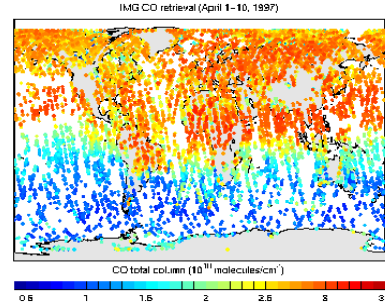 IMG CO retrieval (April 1-10, 1997)
CO total column (10¹⁸ molecules/cm²)
0.5 1 1.5 2 2.5 3 3.